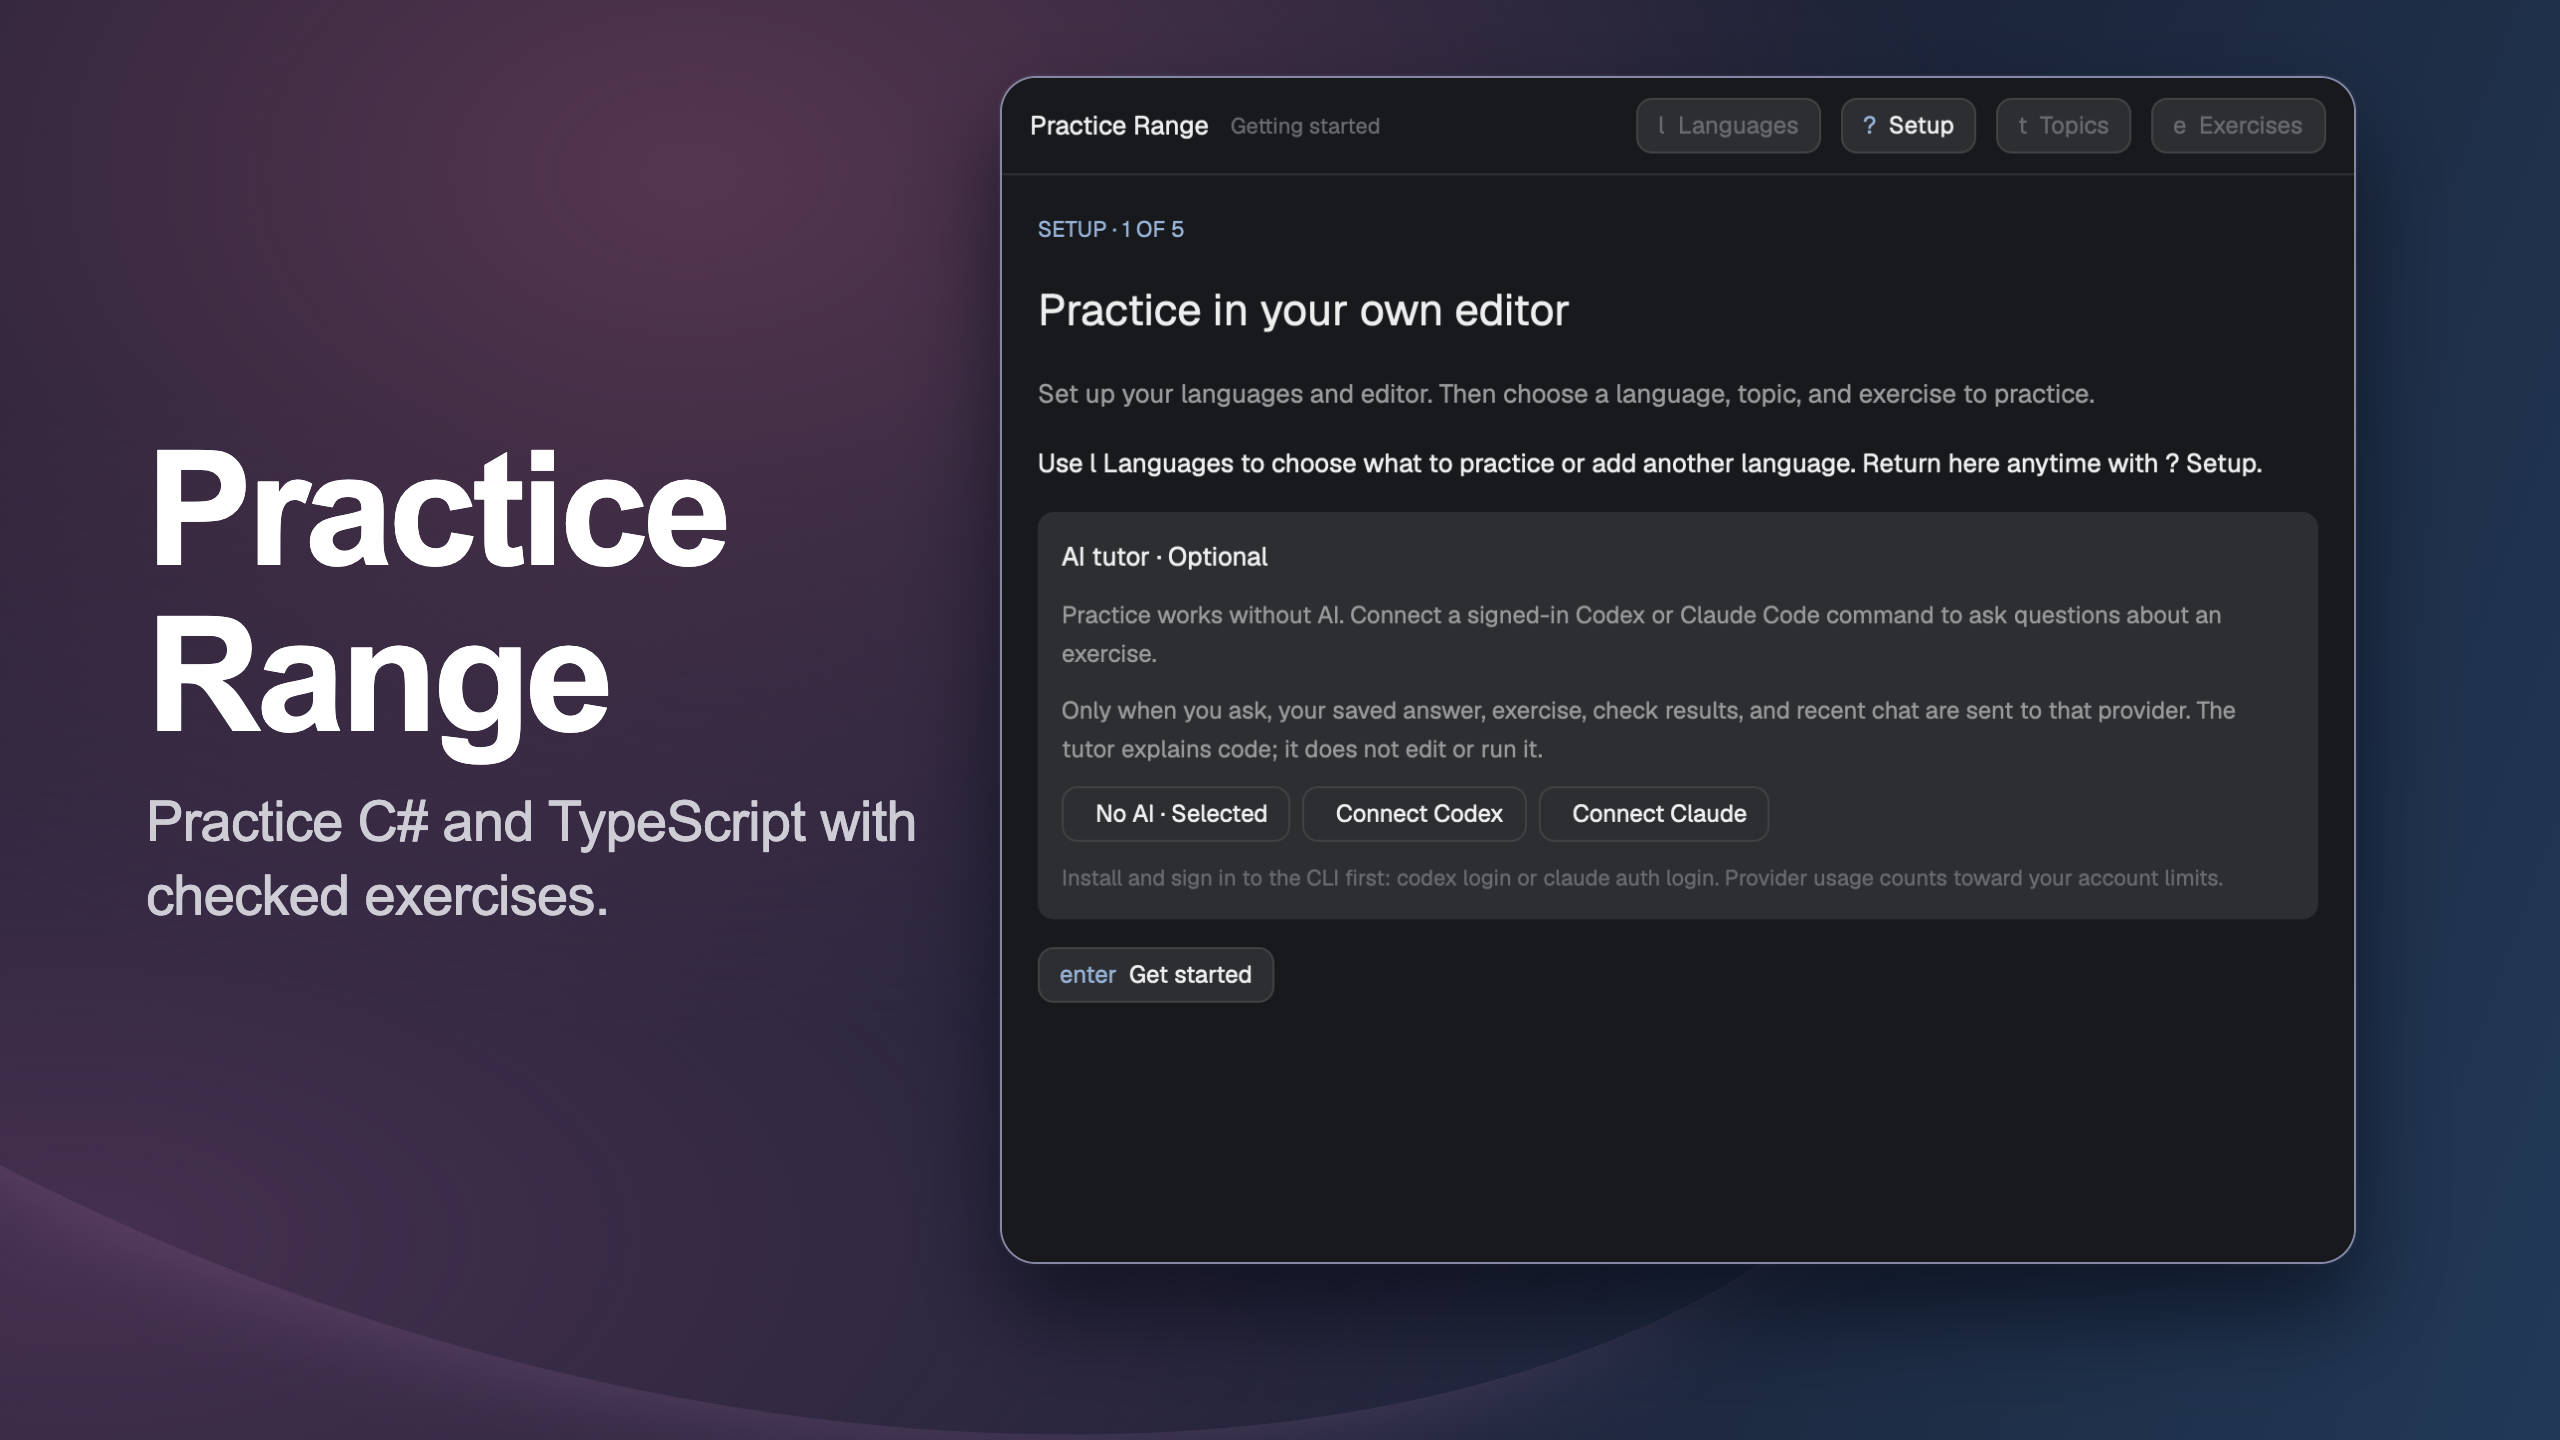 Practice
Range
Practice C# and TypeScript with
checked exercises.
Practice Range Getting started
l Languages ? Setup t Topics e Exercises
SETUP · 1 OF 5
Practice in your own editor
Set up your languages and editor. Then choose a language, topic, and exercise to practice.
Use l Languages to choose what to practice or add another language. Return here anytime with ? Setup.
AI tutor · Optional
Practice works without AI. Connect a signed-in Codex or Claude Code command to ask questions about an
exercise.
Only when you ask, your saved answer, exercise, check results, and recent chat are sent to that provider. The
tutor explains code; it does not edit or run it.
No AI · Selected Connect Codex Connect Claude
Install and sign in to the CLI first: codex login or claude auth login. Provider usage counts toward your account limits.
enter Get started